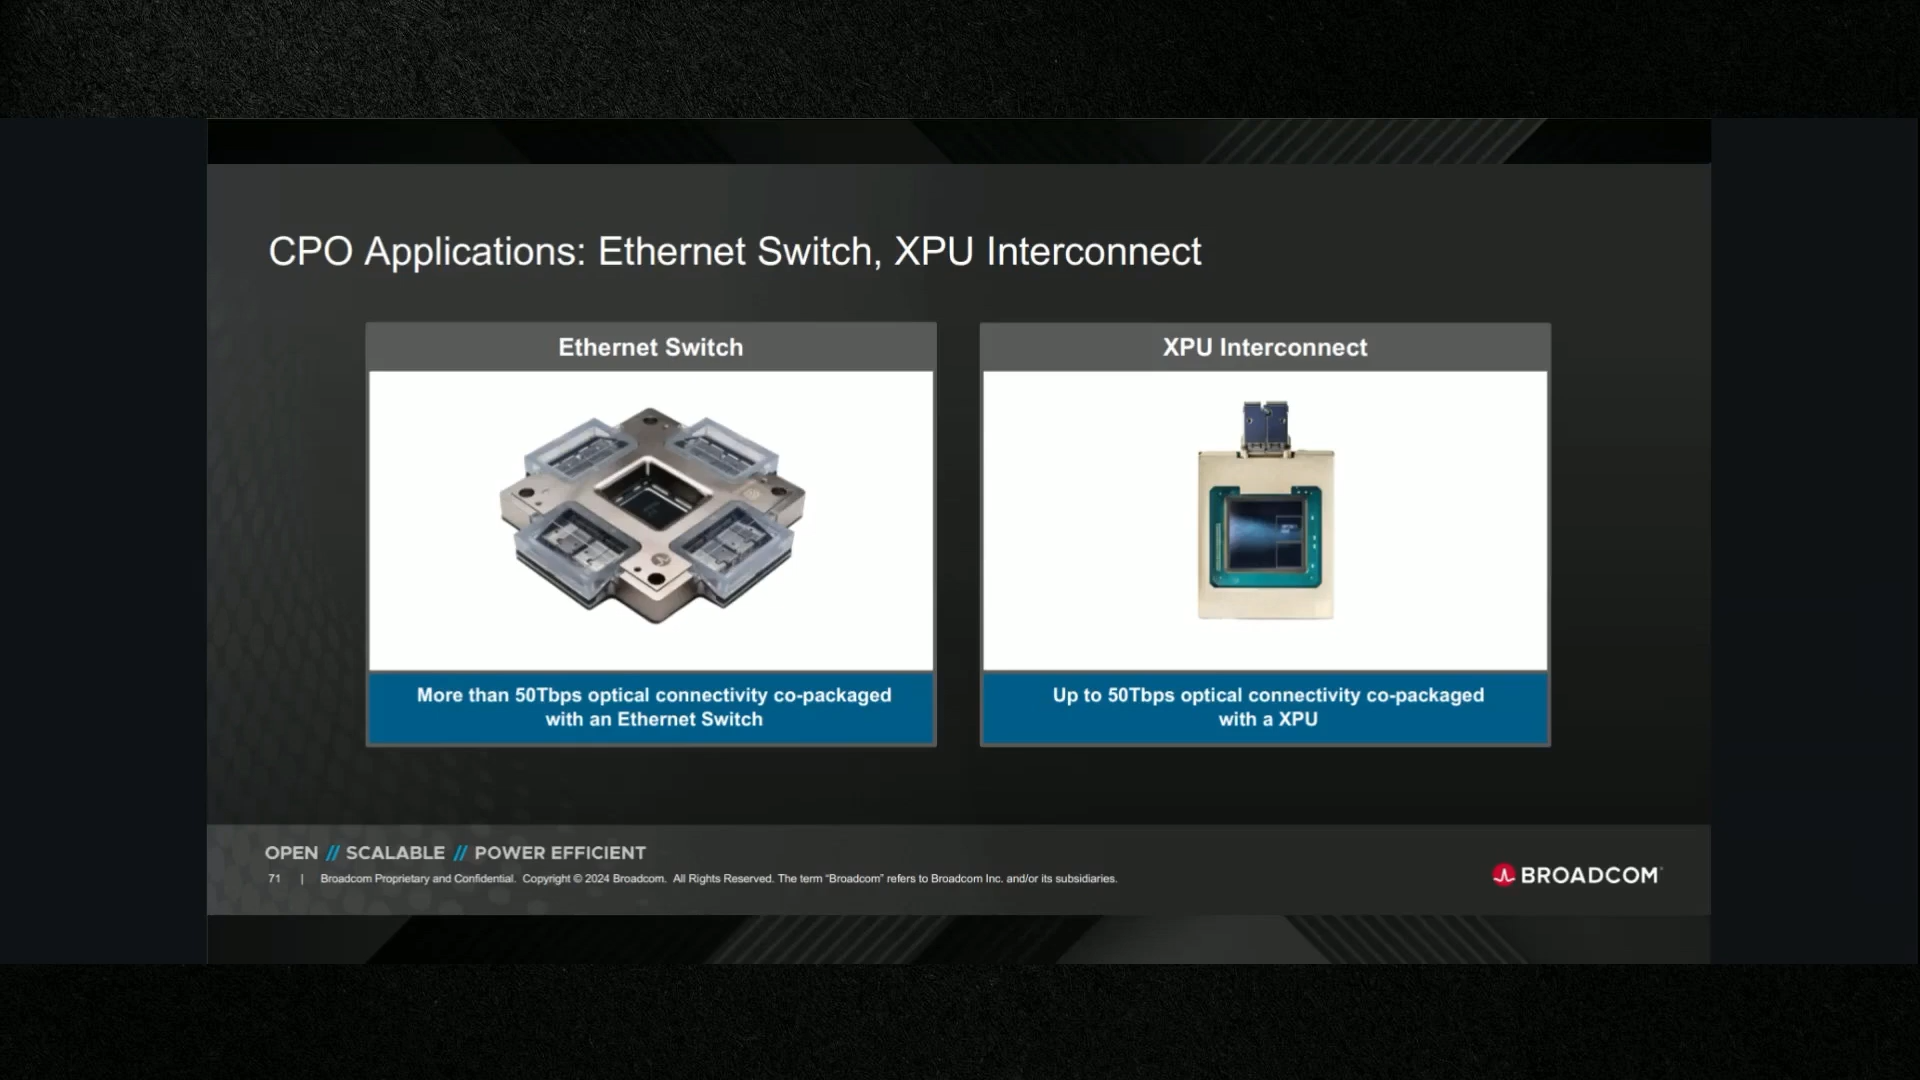 CPO Applications: Ethernet Switch, XPU Interconnect
Ethernet Switch
More than 50Tbps optical connectivity co-packaged
with an Ethernet Switch
XPU Interconnect
Up to 50Tbps optical connectivity co-packaged
with a XPU
OPEN // SCALABLE // POWER EFFICIENT
71 | Broadcom Proprietary and Confidential. Copyright © 2024 Broadcom. All Rights Reserved. The term “Broadcom” refers to Broadcom Inc. and/or its subsidiaries.
BROADCOM